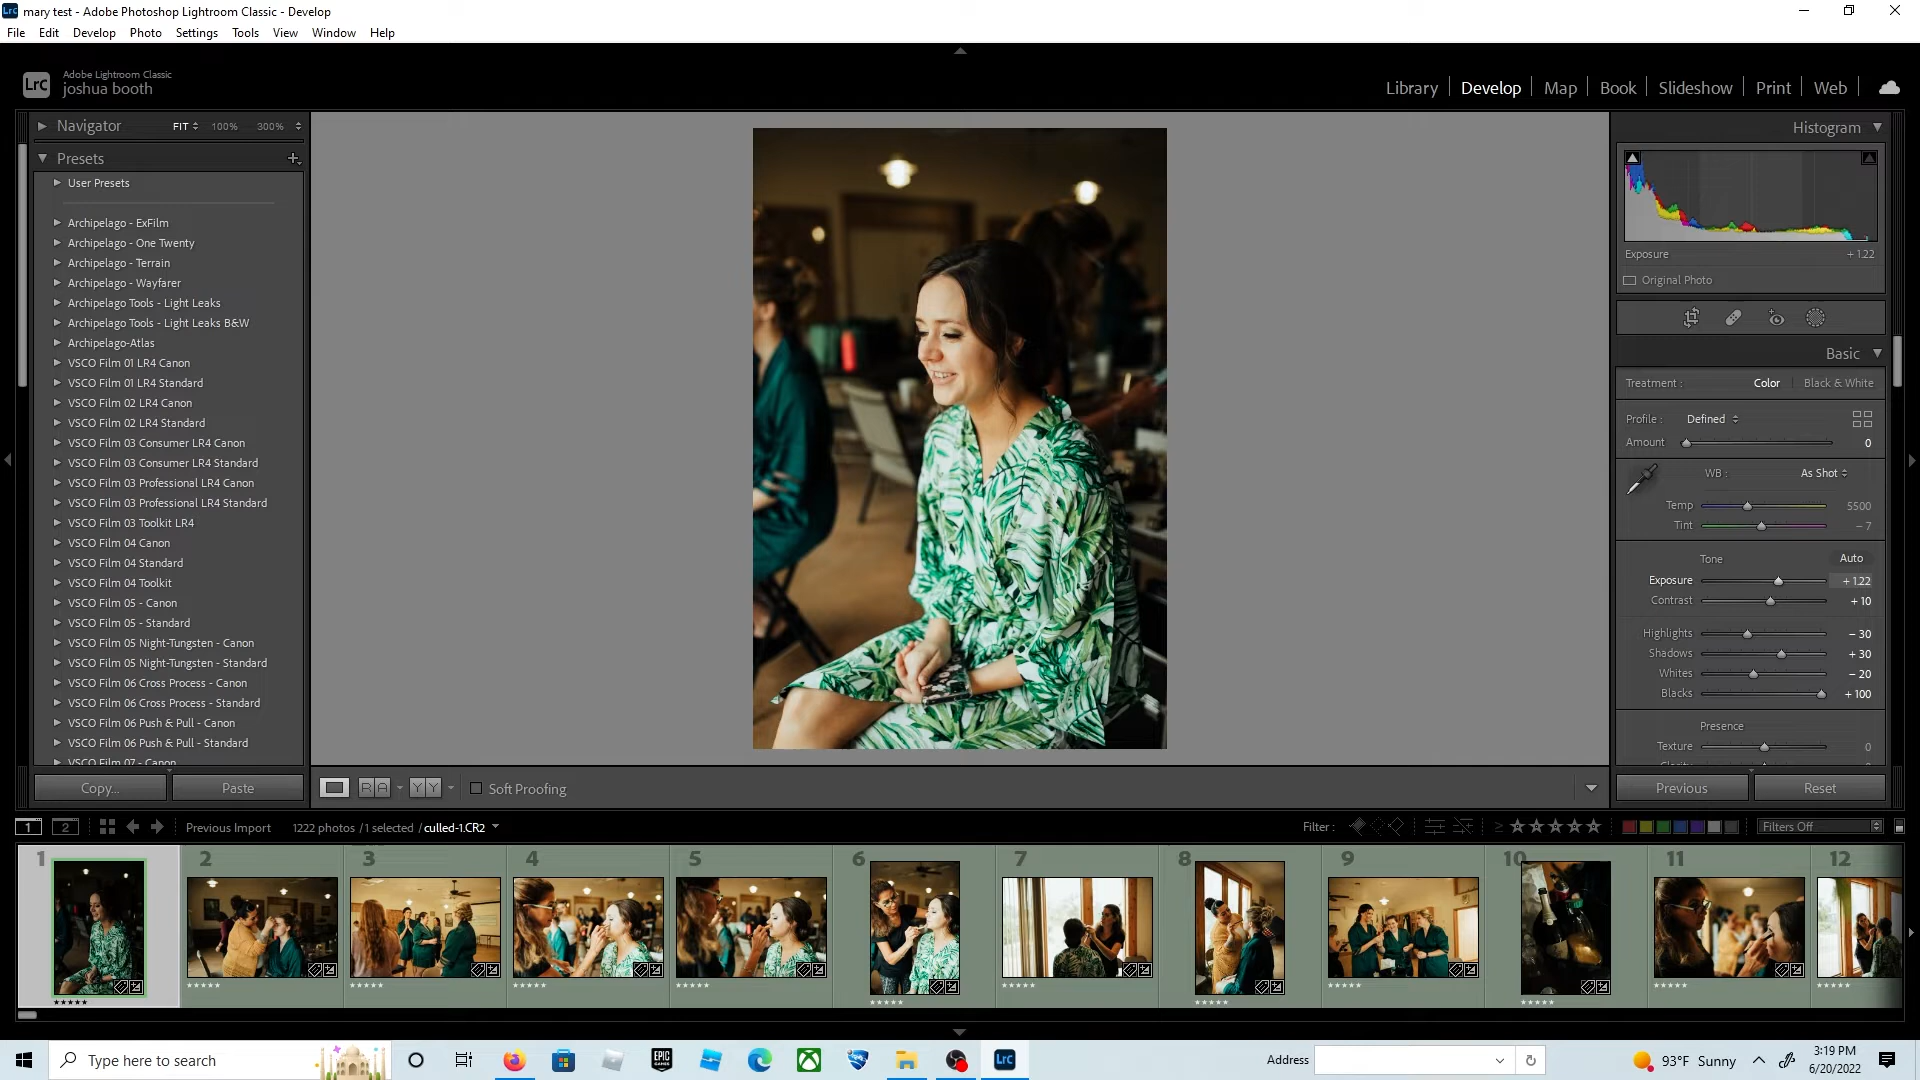 mary test - Adobe Photoshop Lightroom Classic - Develop
File Edit Develop Photo Settings Tools View Window Help
LrC Adobe Lightroom Classic
joshua booth
Library Develop Map Book Slideshow Print Web
Navigator FIT 100% 300%
Presets
User Presets
Archipelago - ExFilm
Archipelago - One Twenty
Archipelago - Terrain
Archipelago - Wayfarer
Archipelago Tools - Light Leaks
Archipelago Tools - Light Leaks B&W
Archipelago-Atlas
VSCO Film 01 LR4 Canon
VSCO Film 01 LR4 Standard
VSCO Film 02 LR4 Canon
VSCO Film 02 LR4 Standard
VSCO Film 03 Consumer LR4 Canon
VSCO Film 03 Consumer LR4 Standard
VSCO Film 03 Professional LR4 Canon
VSCO Film 03 Professional LR4 Standard
VSCO Film 03 Toolkit LR4
VSCO Film 04 Canon
VSCO Film 04 Standard
VSCO Film 04 Toolkit
VSCO Film 05 - Canon
VSCO Film 05 - Standard
VSCO Film 05 Night-Tungsten - Canon
VSCO Film 05 Night-Tungsten - Standard
VSCO Film 06 Cross Process - Canon
VSCO Film 06 Cross Process - Standard
VSCO Film 06 Push & Pull - Canon
VSCO Film 06 Push & Pull - Standard
VSCO Film 07 - Canon
Copy... Paste
Soft Proofing
Histogram
Exposure + 1.22
Original Photo
Basic
Treatment : Color Black & White
Profile : Defined
Amount 0
WB : As Shot
Temp 5500
Tint – 7
Tone Auto
Exposure + 1.22
Contrast + 10
Highlights – 30
Shadows + 30
Whites – 20
Blacks + 100
Presence
Texture 0
Previous Reset
1 2 Previous Import 1222 photos / 1 selected / culled-1.CR2 Filter : Filters Off
1 2 3 4 5 6 7 8 9 10 11 12
Type here to search
EPIC GAMES
LrC
Address
93°F Sunny
3:19 PM
6/20/2022